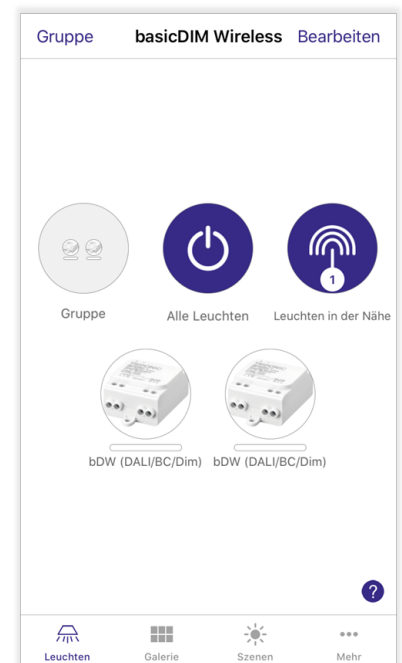 Gruppe basicDIM Wireless Bearbeiten
1
Gruppe Alle Leuchten Leuchten in der Nähe
bDW (DALI/BC/Dim) bDW (DALI/BC/Dim)
?
Leuchten Galerie Szenen Mehr